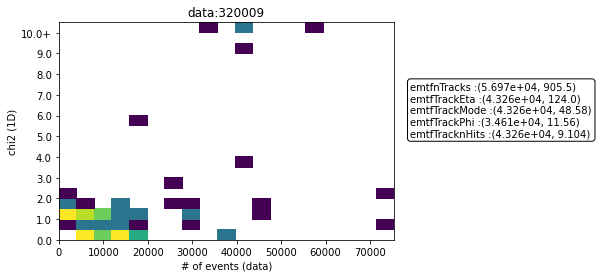 data:320009
10.0+
9.0
8.0
7.0
6.0
5.0
4.0
3.0
2.0
1.0
0.0
chi2 (1D)
0 10000 20000 30000 40000 50000 60000 70000
# of events (data)
emtfnTracks :(5.697e+04, 905.5)
emtfTrackEta :(4.326e+04, 124.0)
emtfTrackMode :(4.326e+04, 48.58)
emtfTrackPhi :(3.461e+04, 11.56)
emtfTracknHits :(4.326e+04, 9.104)